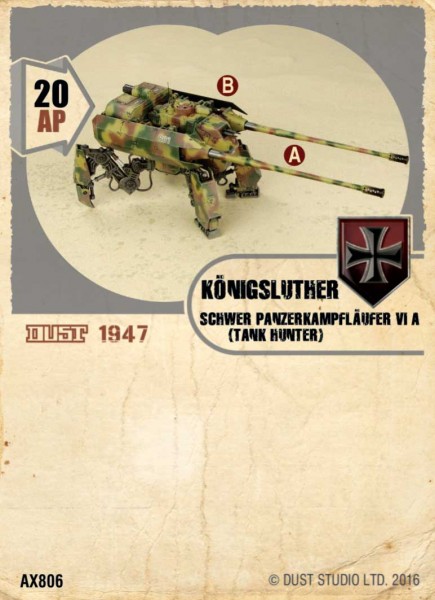 20
AP
B
A
KÖNIGSLUTHER
SCHWER PANZERKAMPFLÄUFER VI A
(TANK HUNTER)
DUST 1947
AX806
© DUST STUDIO LTD. 2016